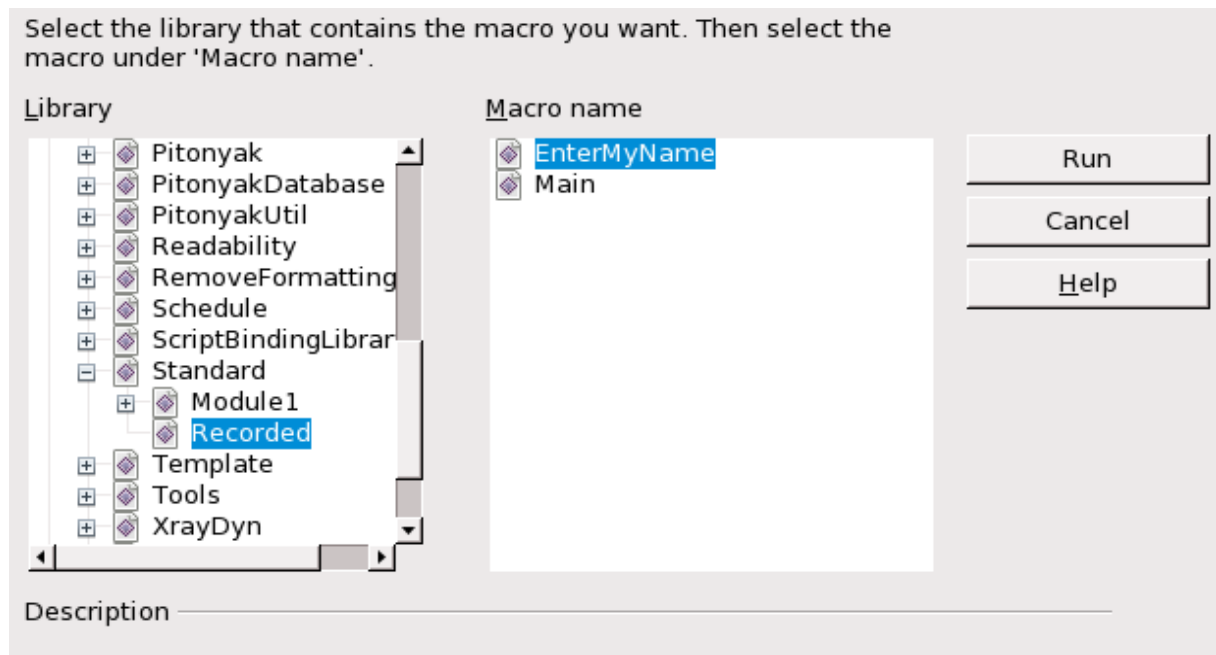 Select the library that contains the macro you want. Then select the
macro under 'Macro name'.
Library
Pitonyak
PitonyakDatabase
PitonyakUtil
Readability
RemoveFormatting
Schedule
ScriptBindingLibrar
Standard
Module1
Recorded
Template
Tools
XrayDyn
Macro name
EnterMyName
Main
Run
Cancel
Help
Description